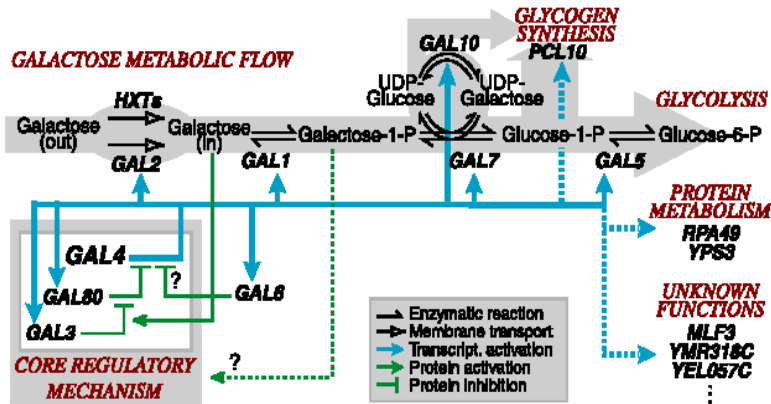 GLYCOGEN
SYNTHESIS
GALACTOSE METABOLIC FLOW
GAL10
PCL10
UDP-
Glucose
UDP-
Galactose
HXTs
GLYCOLYSIS
Galactose
(out)
Galactose
(in)
Galactose-1-P
Glucose-1-P
Glucose-6-P
GAL2
GAL1
GAL7
GAL5
PROTEIN
METABOLISM
RPA49
YPS3
GAL4
?
GAL80
GAL6
GAL3
UNKNOWN
FUNCTIONS
MLF3
YMR318C
YEL057C
Enzymatic reaction
Membrane transport
Transcript. activation
Protein activation
Protein inhibition
CORE REGULATORY
MECHANISM
?